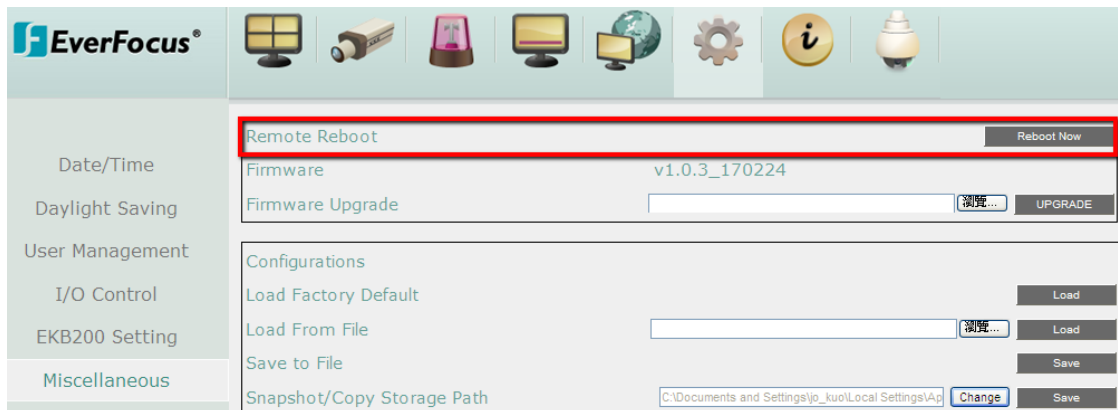 EverFocus®
Date/Time
Daylight Saving
User Management
I/O Control
EKB200 Setting
Miscellaneous
Remote Reboot Reboot Now
Firmware v1.0.3_170224
Firmware Upgrade 瀏覽... UPGRADE
Configurations
Load Factory Default Load
Load From File 瀏覽... Load
Save to File Save
Snapshot/Copy Storage Path C:\Documents and Settings\jo_kuo\Local Settings\Ap Change Save